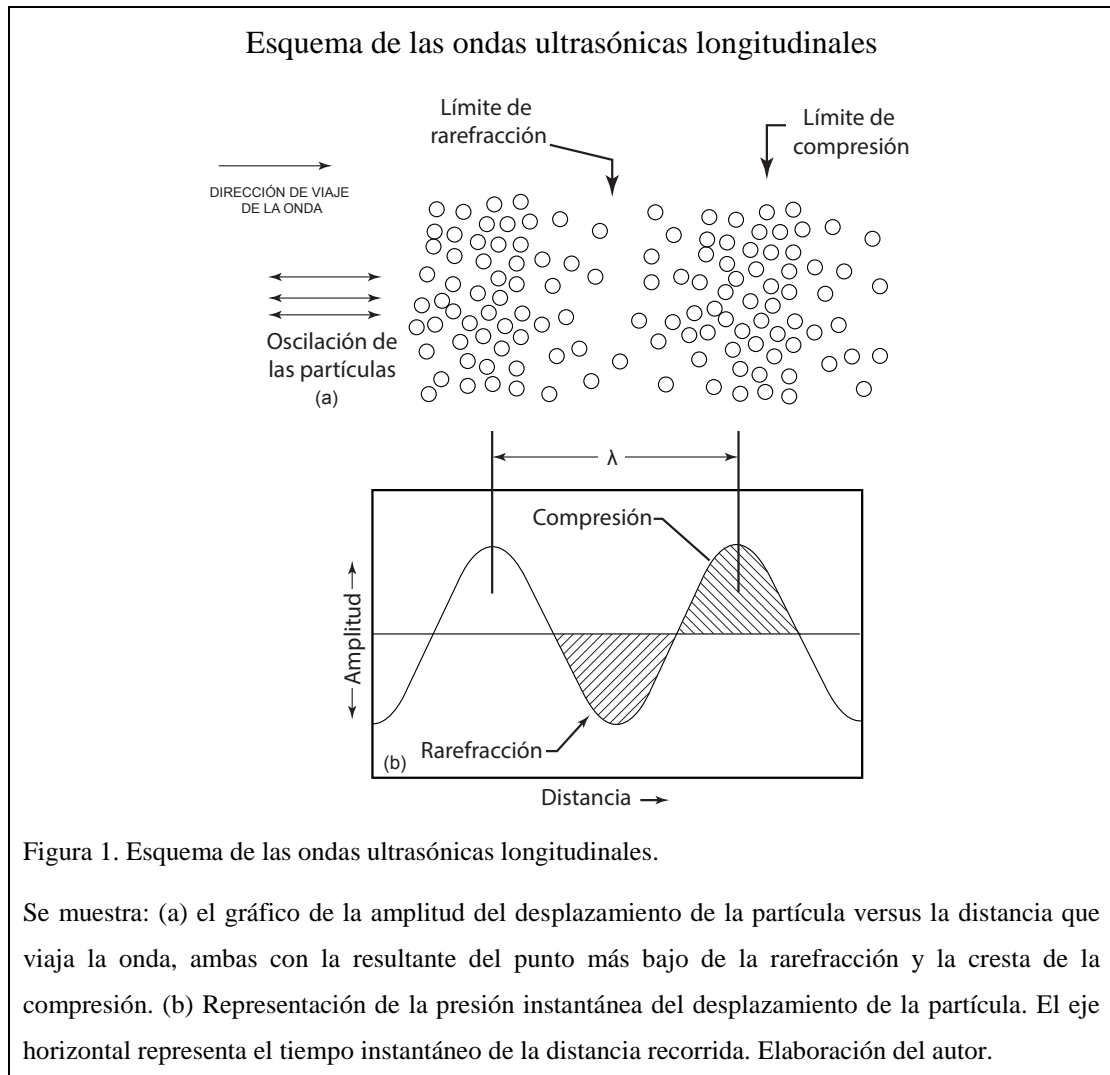 Esquema de las ondas ultrasónicas longitudinales
Límite de
rarefracción
Límite de
compresión
DIRECCIÓN DE VIAJE
DE LA ONDA
Oscilación de
las partículas
(a)
λ
Compresión
Amplitud
Rarefracción
(b)
Distancia
Figura 1. Esquema de las ondas ultrasónicas longitudinales.
Se muestra: (a) el gráfico de la amplitud del desplazamiento de la partícula versus la distancia que
viaja la onda, ambas con la resultante del punto más bajo de la rarefracción y la cresta de la
compresión. (b) Representación de la presión instantánea del desplazamiento de la partícula. El eje
horizontal representa el tiempo instantáneo de la distancia recorrida. Elaboración del autor.